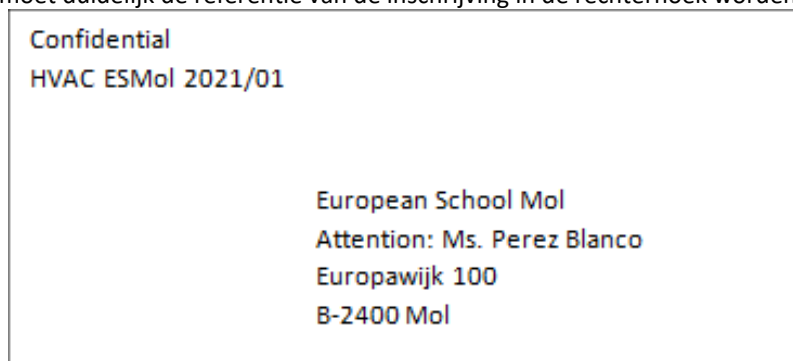 moet duidelijk de referentie van de inschrijving in de rechterhoek worden
Confidential
HVAC ESMol 2021/01
European School Mol
Attention: Ms. Perez Blanco
Europawijk 100
B-2400 Mol